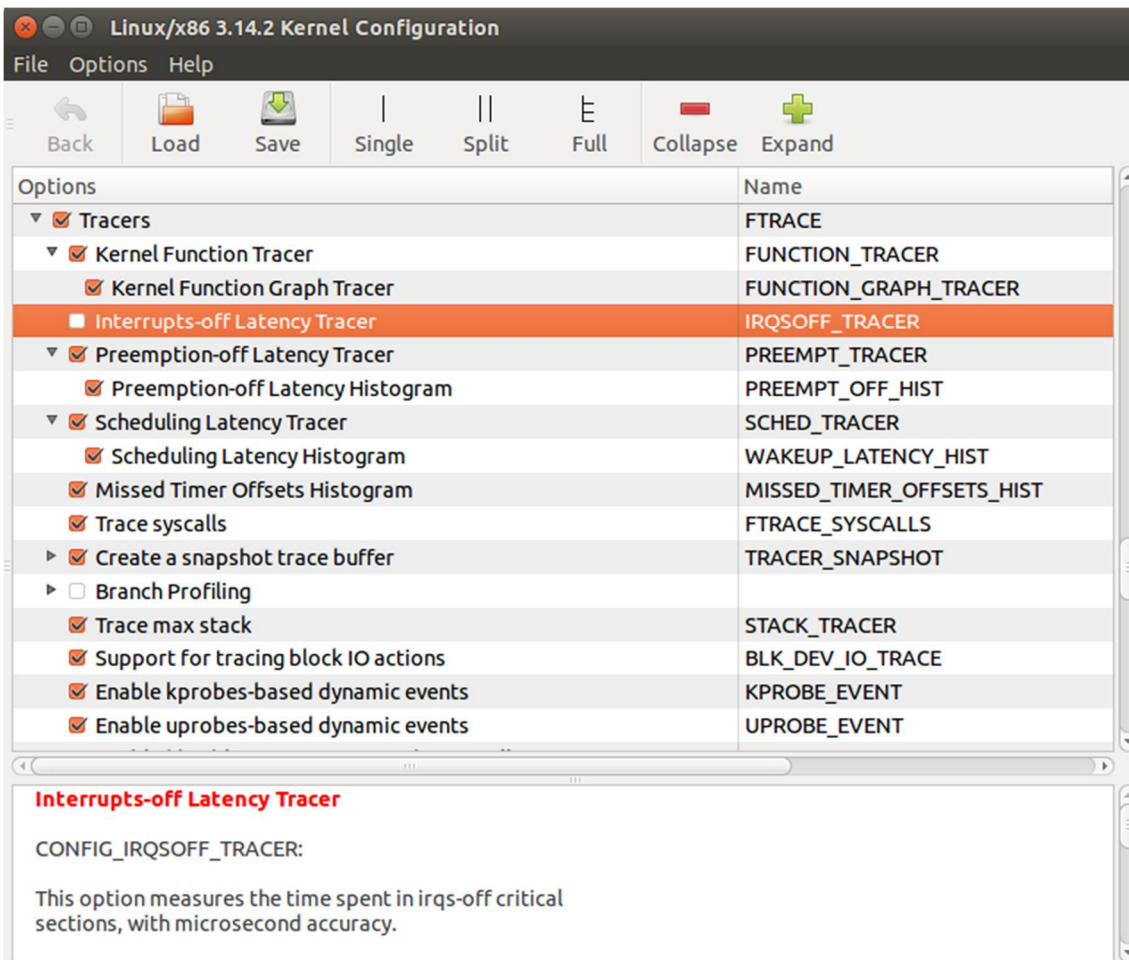 Linux/x86 3.14.2 Kernel Configuration
File Options Help
Back Load Save Single Split Full Collapse Expand
Options Name
Tracers FTRACE
Kernel Function Tracer FUNCTION_TRACER
Kernel Function Graph Tracer FUNCTION_GRAPH_TRACER
Interrupts-off Latency Tracer IRQSOFF_TRACER
Preemption-off Latency Tracer PREEMPT_TRACER
Preemption-off Latency Histogram PREEMPT_OFF_HIST
Scheduling Latency Tracer SCHED_TRACER
Scheduling Latency Histogram WAKEUP_LATENCY_HIST
Missed Timer Offsets Histogram MISSED_TIMER_OFFSETS_HIST
Trace syscalls FTRACE_SYSCALLS
Create a snapshot trace buffer TRACER_SNAPSHOT
Branch Profiling
Trace max stack STACK_TRACER
Support for tracing block IO actions BLK_DEV_IO_TRACE
Enable kprobes-based dynamic events KPROBE_EVENT
Enable uprobes-based dynamic events UPROBE_EVENT
Interrupts-off Latency Tracer
CONFIG_IRQSOFF_TRACER:
This option measures the time spent in irqs-off critical
sections, with microsecond accuracy.